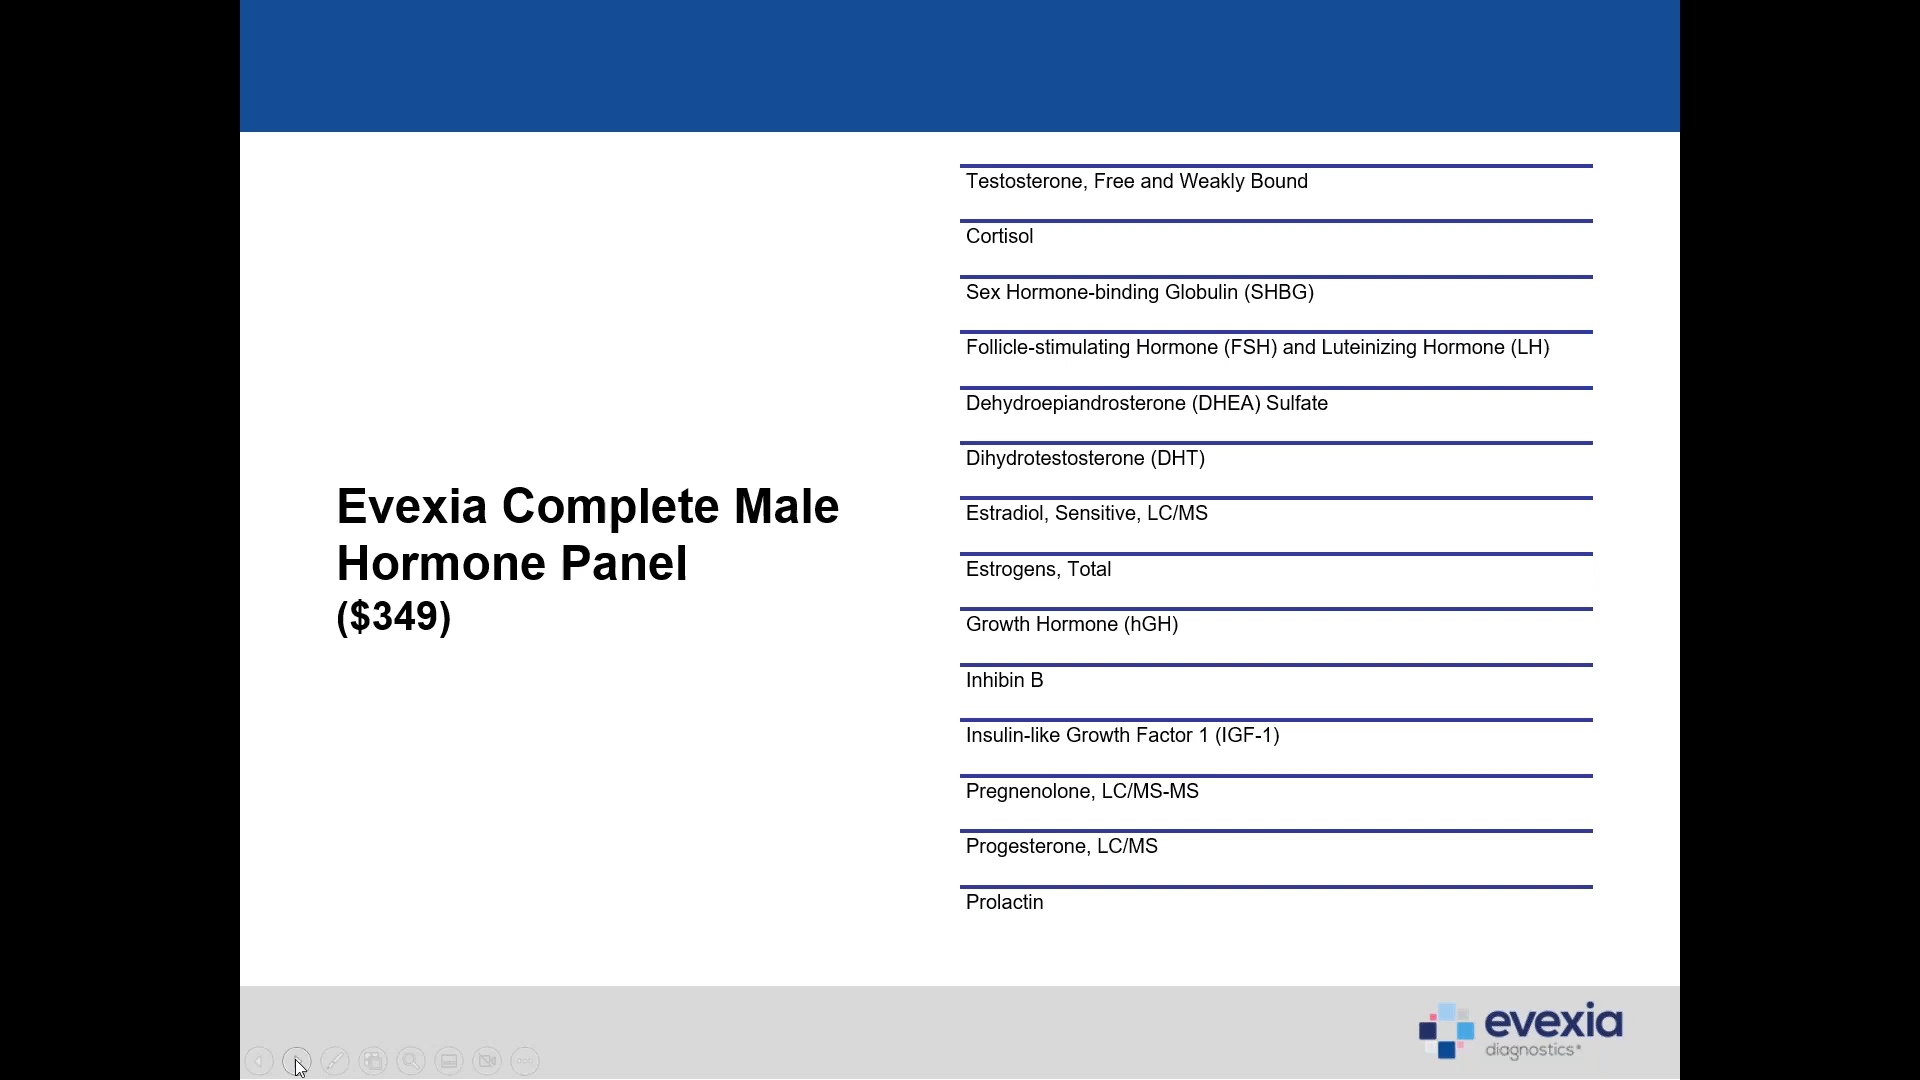 Evexia Complete Male
Hormone Panel
($349)
Testosterone, Free and Weakly Bound
Cortisol
Sex Hormone-binding Globulin (SHBG)
Follicle-stimulating Hormone (FSH) and Luteinizing Hormone (LH)
Dehydroepiandrosterone (DHEA) Sulfate
Dihydrotestosterone (DHT)
Estradiol, Sensitive, LC/MS
Estrogens, Total
Growth Hormone (hGH)
Inhibin B
Insulin-like Growth Factor 1 (IGF-1)
Pregnenolone, LC/MS-MS
Progesterone, LC/MS
Prolactin
evexia
diagnostics